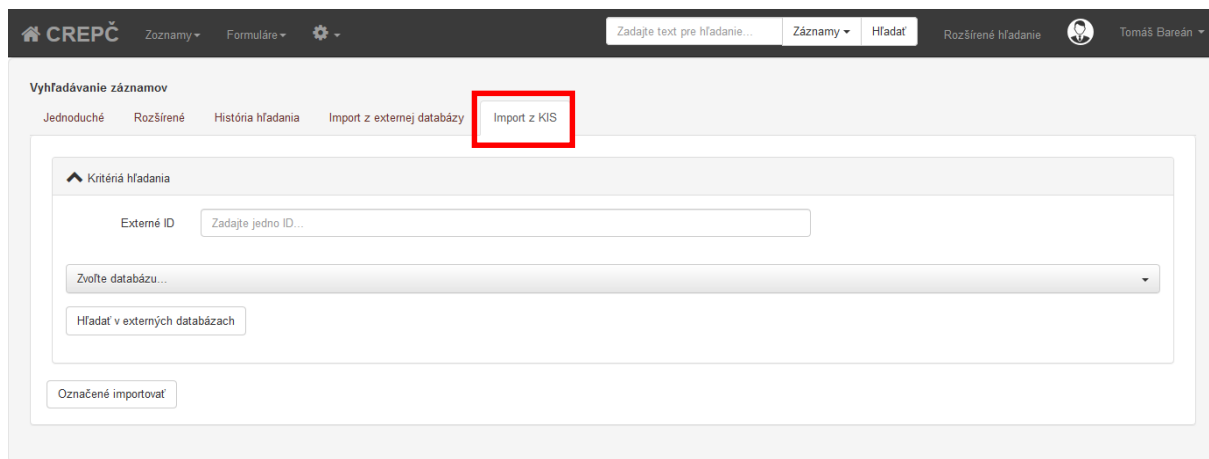 CREPČ Zoznamy Formuláre Zadajte text pre hľadanie... Záznamy Hľadať Rozšírené hľadanie Tomáš Bareán
Vyhľadávanie záznamov
Jednoduché Rozšírené História hľadania Import z externej databázy Import z KIS
Kritériá hľadania
Externé ID Zadajte jedno ID...
Zvoľte databázu...
Hľadať v externých databázach
Označené importovať